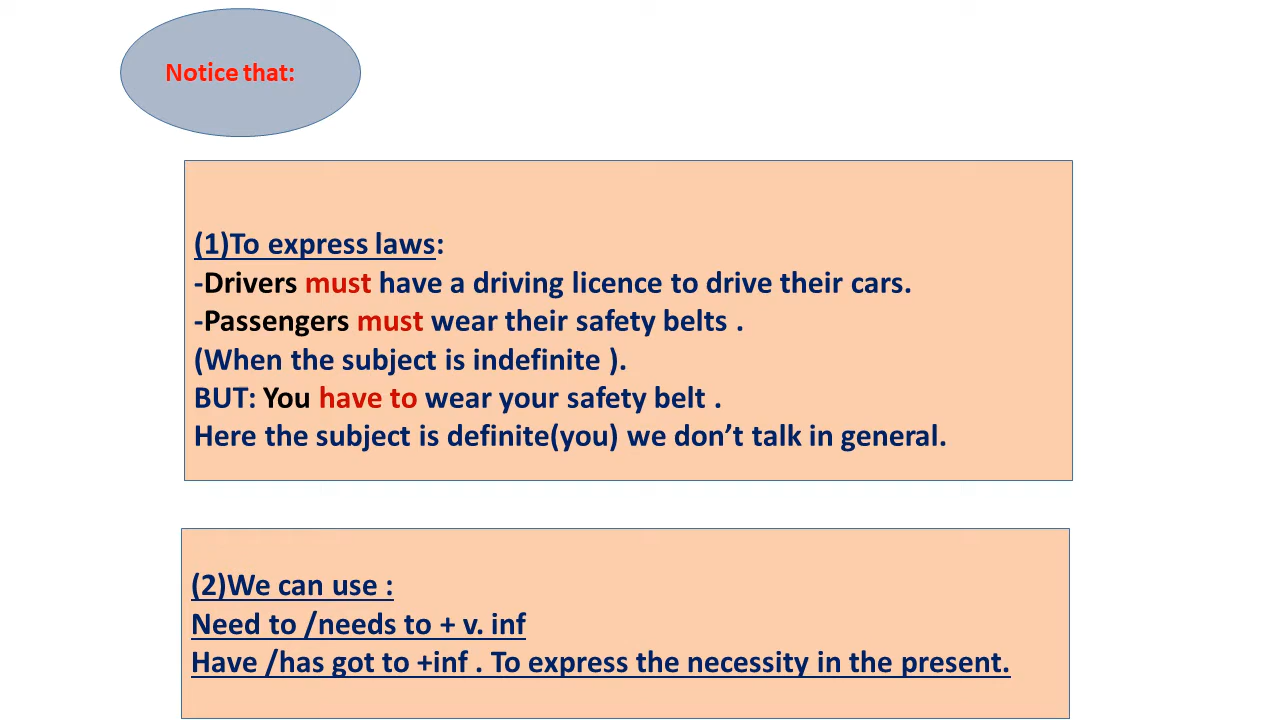 Notice that:
(1)To express laws:
-Drivers must have a driving licence to drive their cars.
-Passengers must wear their safety belts .
(When the subject is indefinite ).
BUT: You have to wear your safety belt .
Here the subject is definite(you) we don’t talk in general.
(2)We can use :
Need to /needs to + v. inf
Have /has got to +inf . To express the necessity in the present.